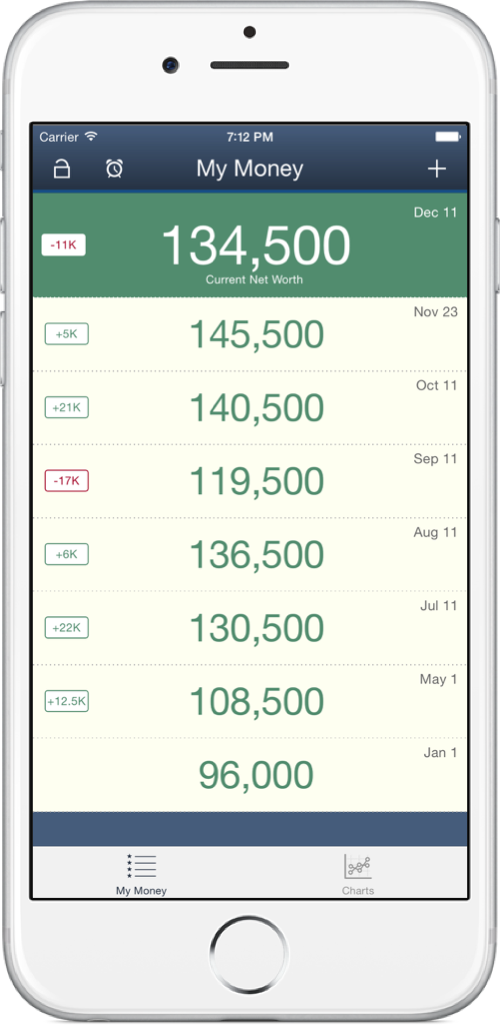 Carrier 7:12 PM
My Money +
Dec 11
-11K 134,500
Current Net Worth
Nov 23
+5K 145,500
Oct 11
+21K 140,500
Sep 11
-17K 119,500
Aug 11
+6K 136,500
Jul 11
+22K 130,500
May 1
+12.5K 108,500
Jan 1
96,000
My Money Charts